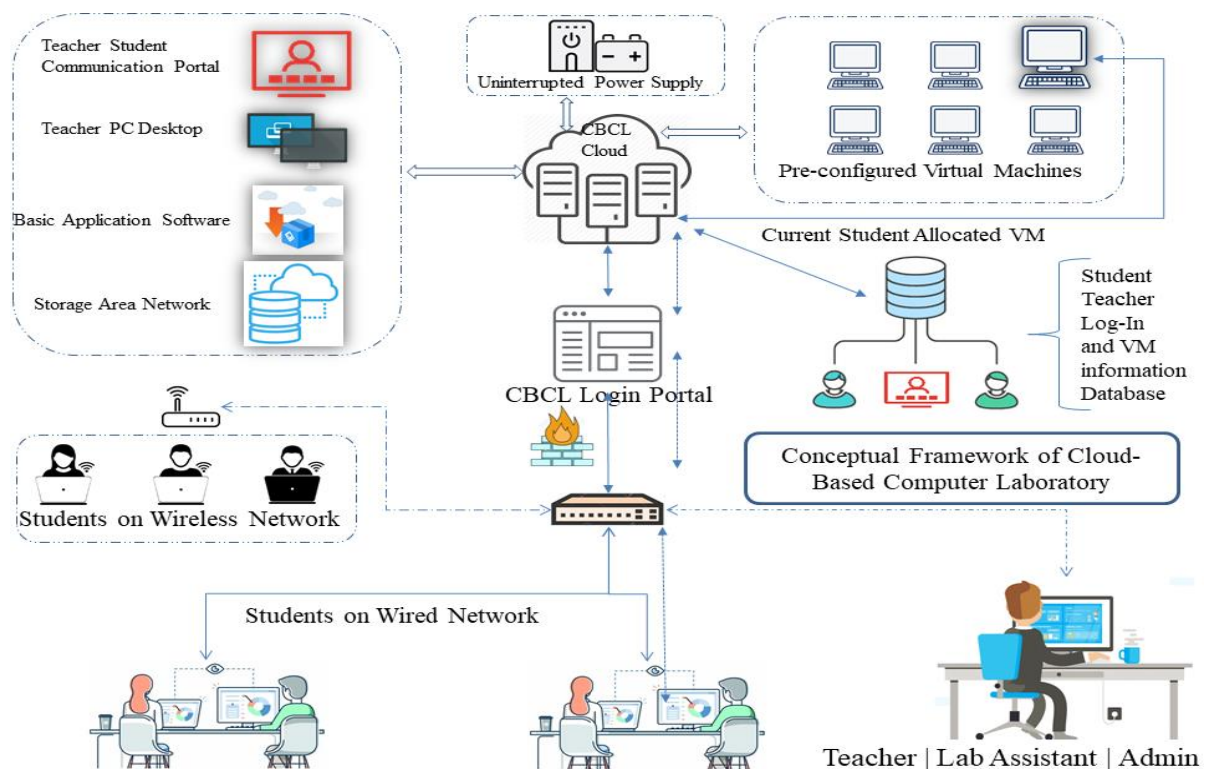 Teacher Student
Communication Portal
Teacher PC Desktop
Basic Application Software
Storage Area Network
Uninterrupted Power Supply
CBCL
Cloud
Pre-configured Virtual Machines
Current Student Allocated VM
Student
Teacher
Log-In
and VM
information
Database
CBCL Login Portal
Students on Wireless Network
Conceptual Framework of Cloud-
Based Computer Laboratory
Students on Wired Network
Teacher | Lab Assistant | Admin